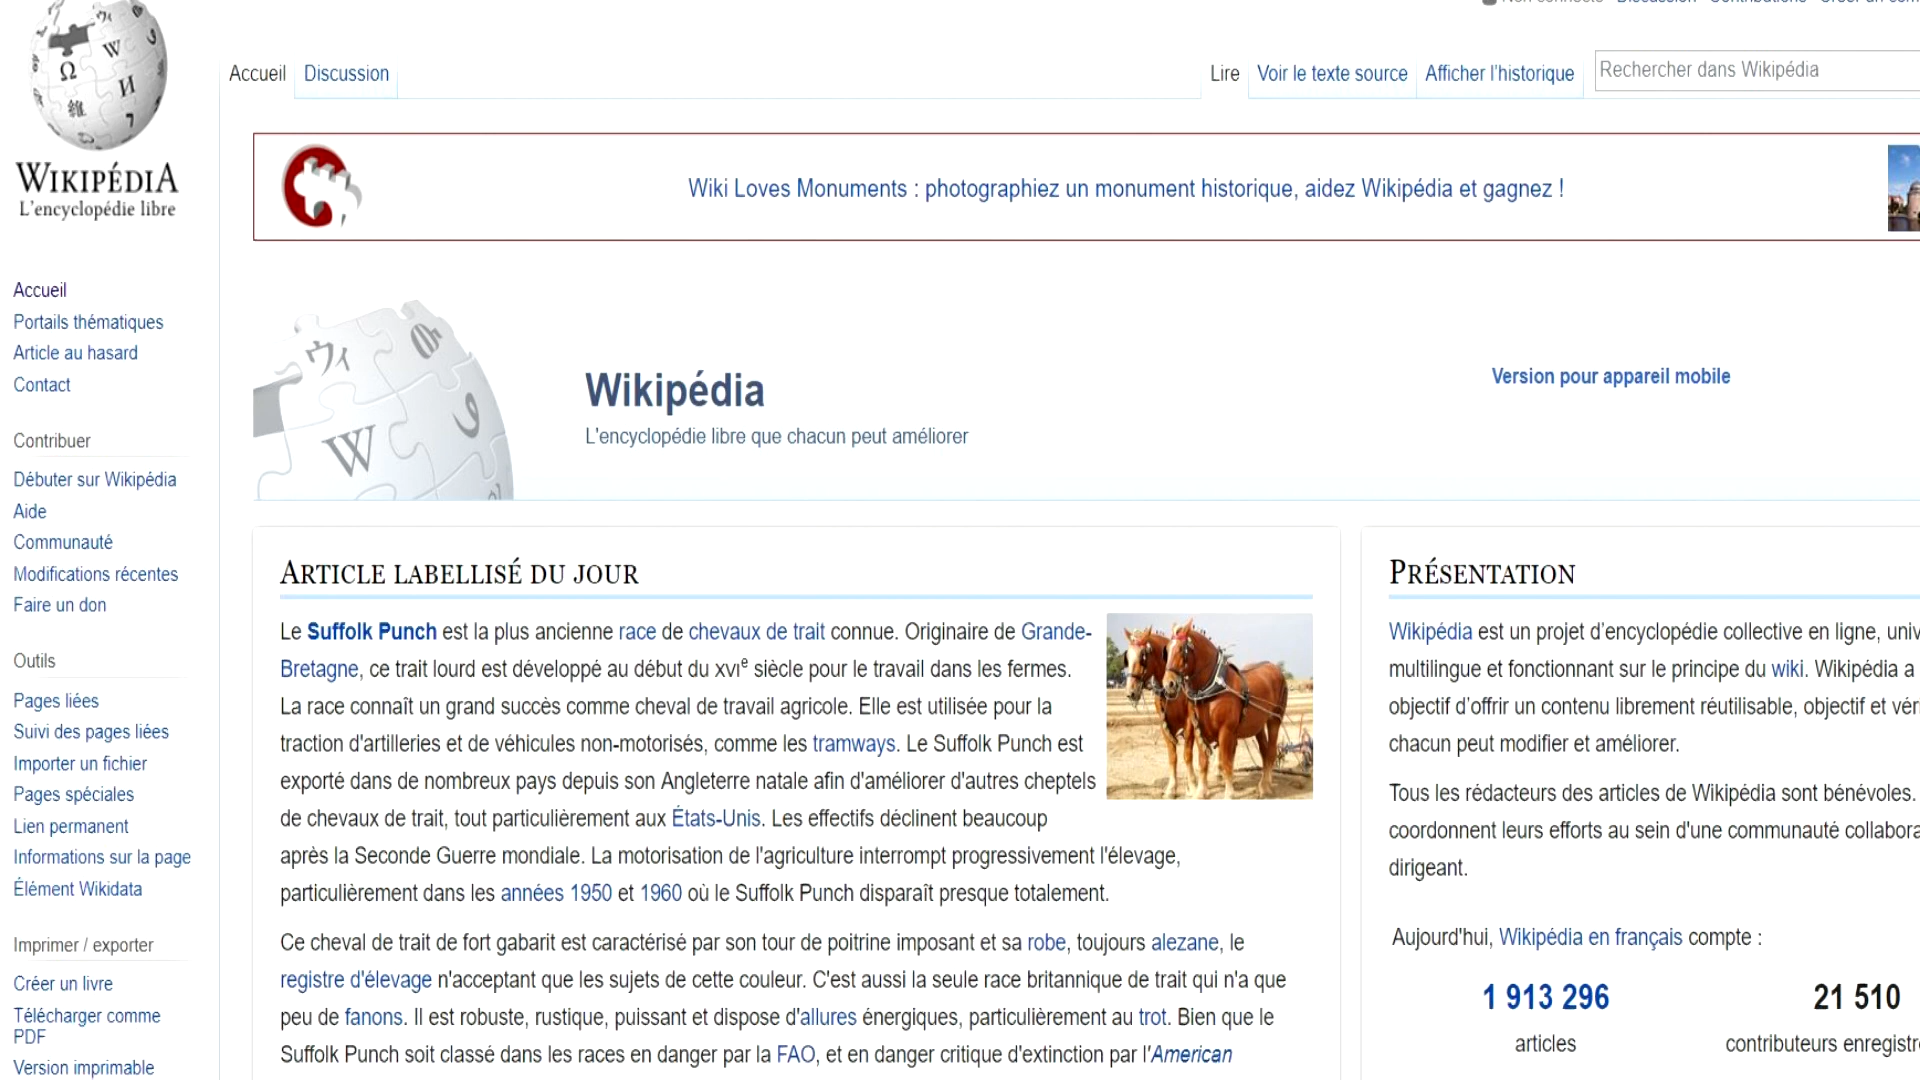 Discussion
Accueil
Discussion
Lire
Voir le texte source
Afficher l'historique
Rechercher dans Wikipédia
WIKIPÉDIA
L'encyclopédie libre
Wiki Loves Monuments : photographiez un monument historique, aidez Wikipédia et gagnez !
Accueil
Portails thématiques
Article au hasard
Contact
Contribuer
Débuter sur Wikipédia
Aide
Communauté
Modifications récentes
Faire un don
Outils
Pages liées
Suivi des pages liées
Importer un fichier
Pages spéciales
Lien permanent
Informations sur la page
Élément Wikidata
Imprimer / exporter
Créer un livre
Télécharger comme
PDF
Version imprimable
Wikipédia
L'encyclopédie libre que chacun peut améliorer
Version pour appareil mobile
ARTICLE LABELLISÉ DU JOUR
Le Suffolk Punch est la plus ancienne race de chevaux de trait connue. Originaire de Grande-
Bretagne, ce trait lourd est développé au début du XVIe siècle pour le travail dans les fermes.
La race connaît un grand succès comme cheval de travail agricole. Elle est utilisée pour la
traction d'artilleries et de véhicules non-motorisés, comme les tramways. Le Suffolk Punch est
exporté dans de nombreux pays depuis son Angleterre natale afin d'améliorer d'autres cheptels
de chevaux de trait, tout particulièrement aux États-Unis. Les effectifs déclinent beaucoup
après la Seconde Guerre mondiale. La motorisation de l'agriculture interrompt progressivement l'élevage,
particulièrement dans les années 1950 et 1960 où le Suffolk Punch disparaît presque totalement.
Ce cheval de trait de fort gabarit est caractérisé par son tour de poitrine imposant et sa robe, toujours alezane, le
registre d'élevage n'acceptant que les sujets de cette couleur. C'est aussi la seule race britannique de trait qui n'a que
peu de fanons. Il est robuste, rustique, puissant et dispose d'allures énergiques, particulièrement au trot. Bien que le
Suffolk Punch soit classé dans les races en danger par la FAO, et en danger critique d'extinction par l'American
PRÉSENTATION
Wikipédia est un projet d'encyclopédie collective en ligne,
multilingue et fonctionnant sur le principe du wiki. Wikipédia a
objectif d'offrir un contenu librement réutilisable, objectif et
chacun peut modifier et améliorer.
Tous les rédacteurs des articles de Wikipédia sont bénévoles.
coordonnent leurs efforts au sein d'une communauté
dirigeant.
Aujourd'hui, Wikipédia en français compte :
1 913 296
21 510
articles
contributeurs